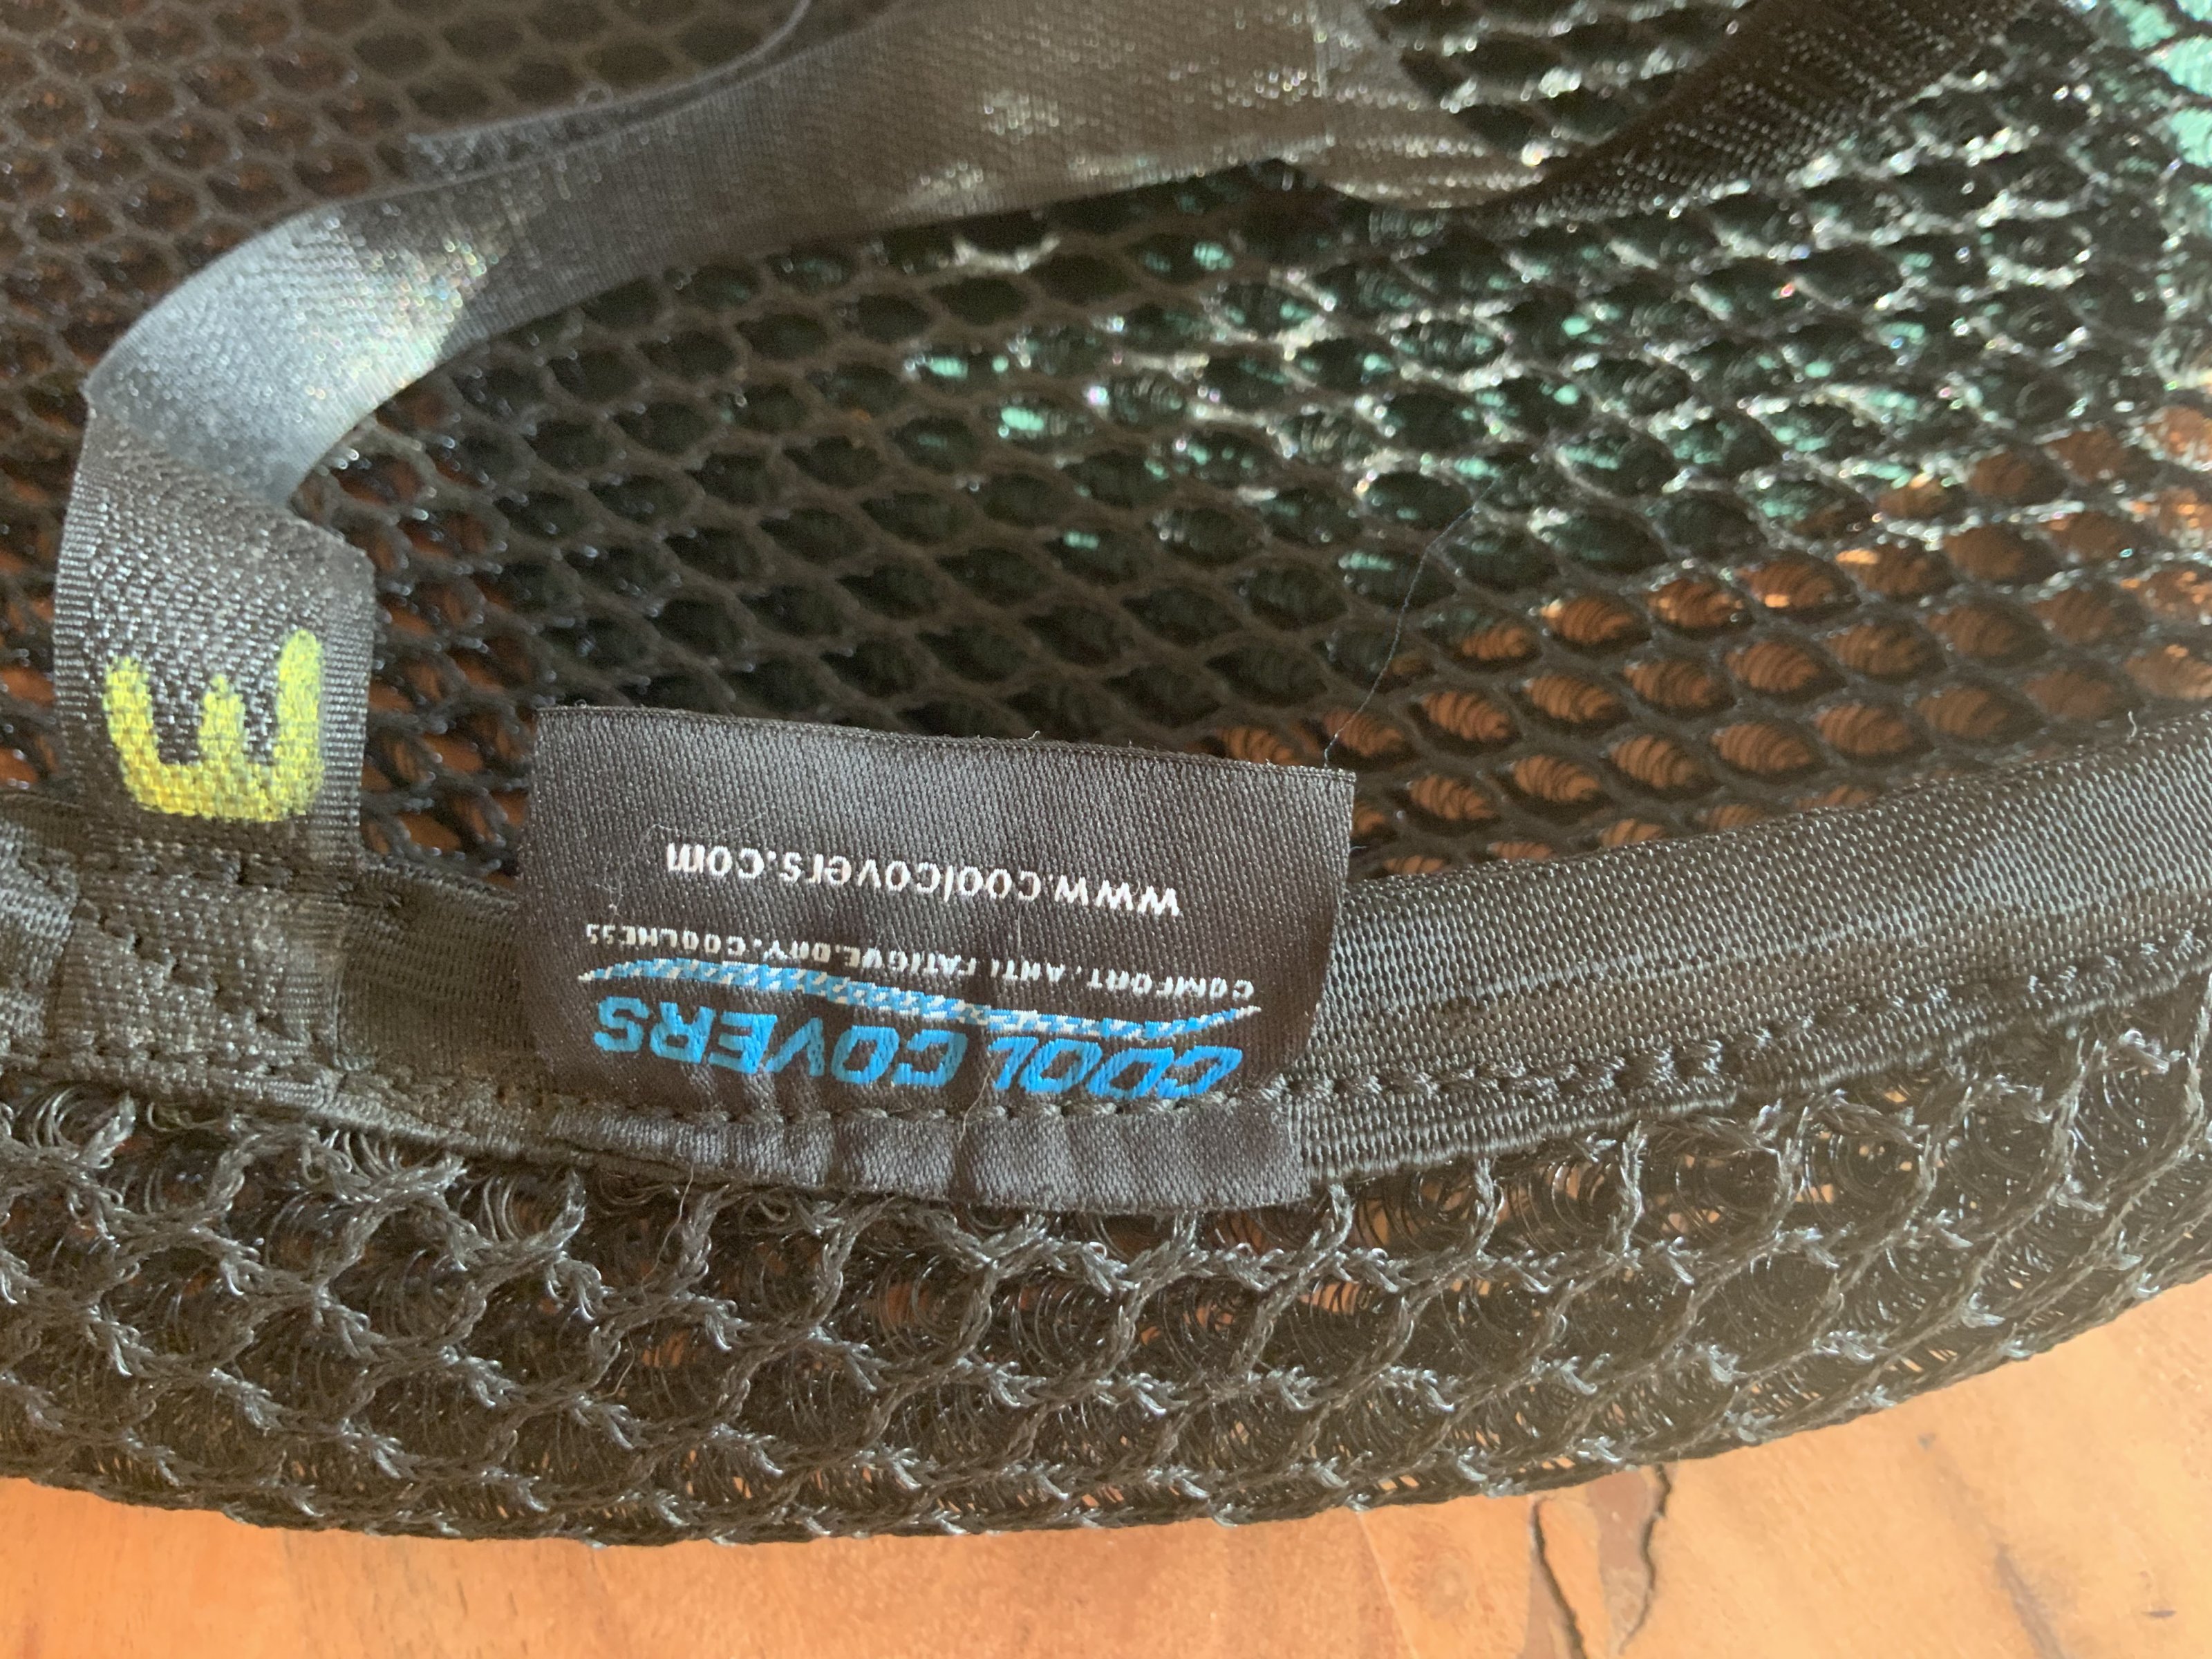 COOL COVERS
COMFORT. ANTI FATIGUE.DRY. COOLNESS
www.coolcovers.com